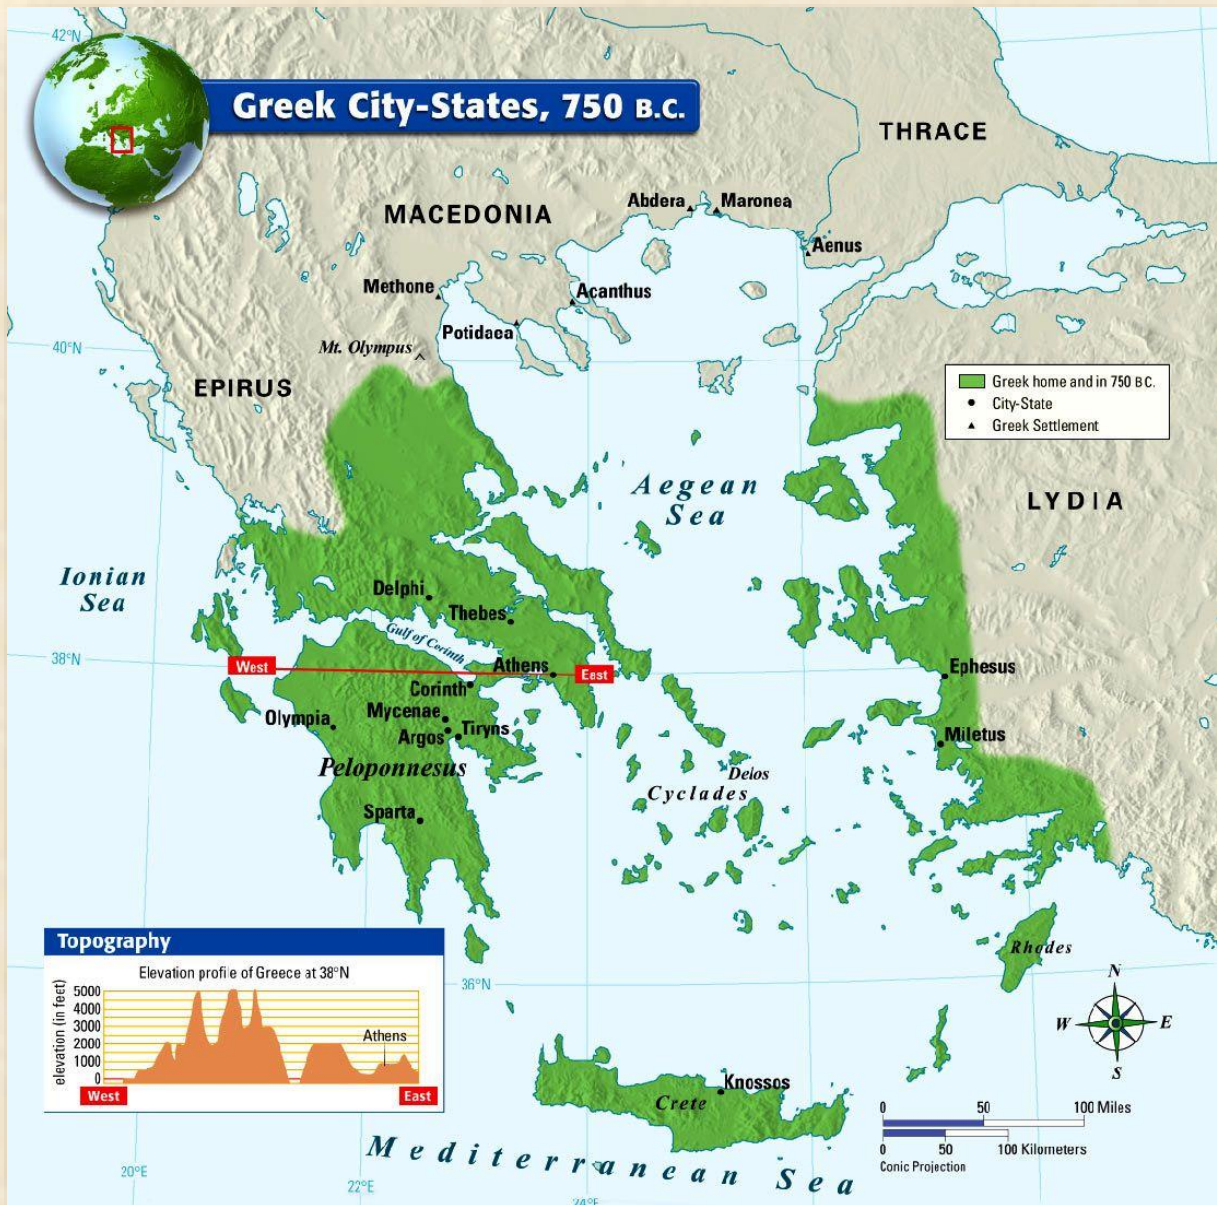 42°N
Greek City-States, 750 B.C.
THRACE
MACEDONIA
Abdera
Maronea
Aenus
Methone
Acanthus
Potidaea
Mt. Olympus
40°N
EPIRUS
Greek home and in 750 B.C.
City-State
Greek Settlement
Aegean
Sea
LYDIA
Ionian
Sea
Delphi
Thebes
Gulf of Corinth
38°N
West
Athens
East
Ephesus
Corinth
Olympia
Mycenae
Argos
Tiryns
Miletus
Peloponnesus
Delos
Cyclades
Sparta
Rhodes
Topography
Elevation profile of Greece at 38°N
elevation (in feet)
5000
4000
3000
2000
1000
0
Athens
West
East
36°N
N
W
E
S
Knossos
Crete
0 50 100 Miles
0 50 100 Kilometers
Conic Projection
Mediterranean Sea
20°E
22°E
24°E